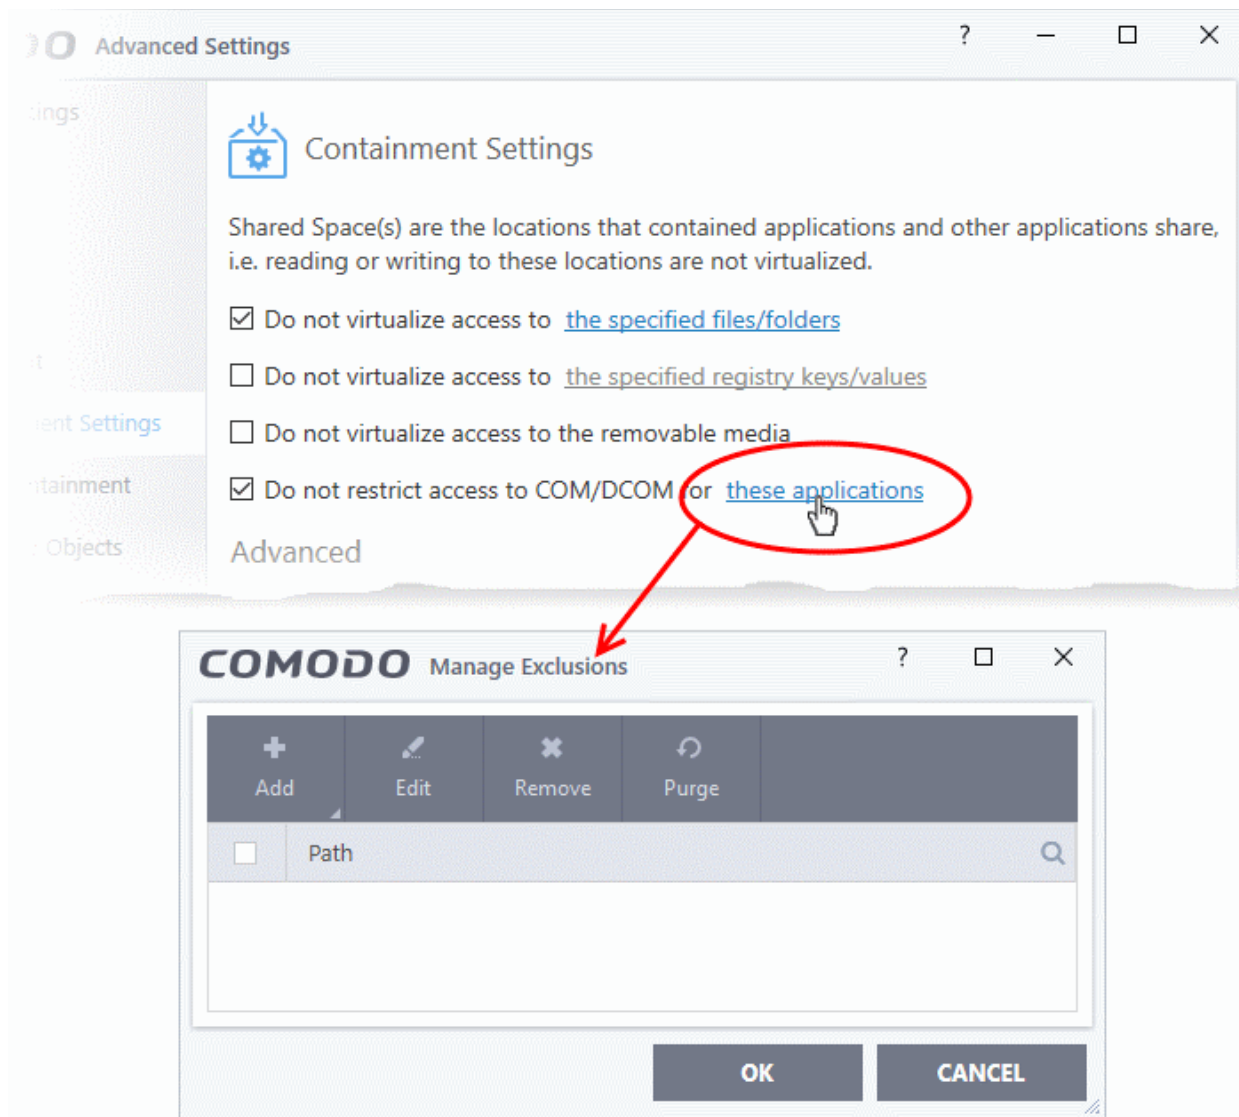 Advanced Settings
?
Containment Settings
Shared Space(s) are the locations that contained applications and other applications share,
i.e. reading or writing to these locations are not virtualized.
Do not virtualize access to the specified files/folders
Do not virtualize access to the specified registry keys/values
Do not virtualize access to the removable media
Settings
Do not restrict access to COM/DCOM for these applications
Objects
Advanced
COMODO Manage Exclusions
?
Add Edit Remove Purge
Path
OK CANCEL